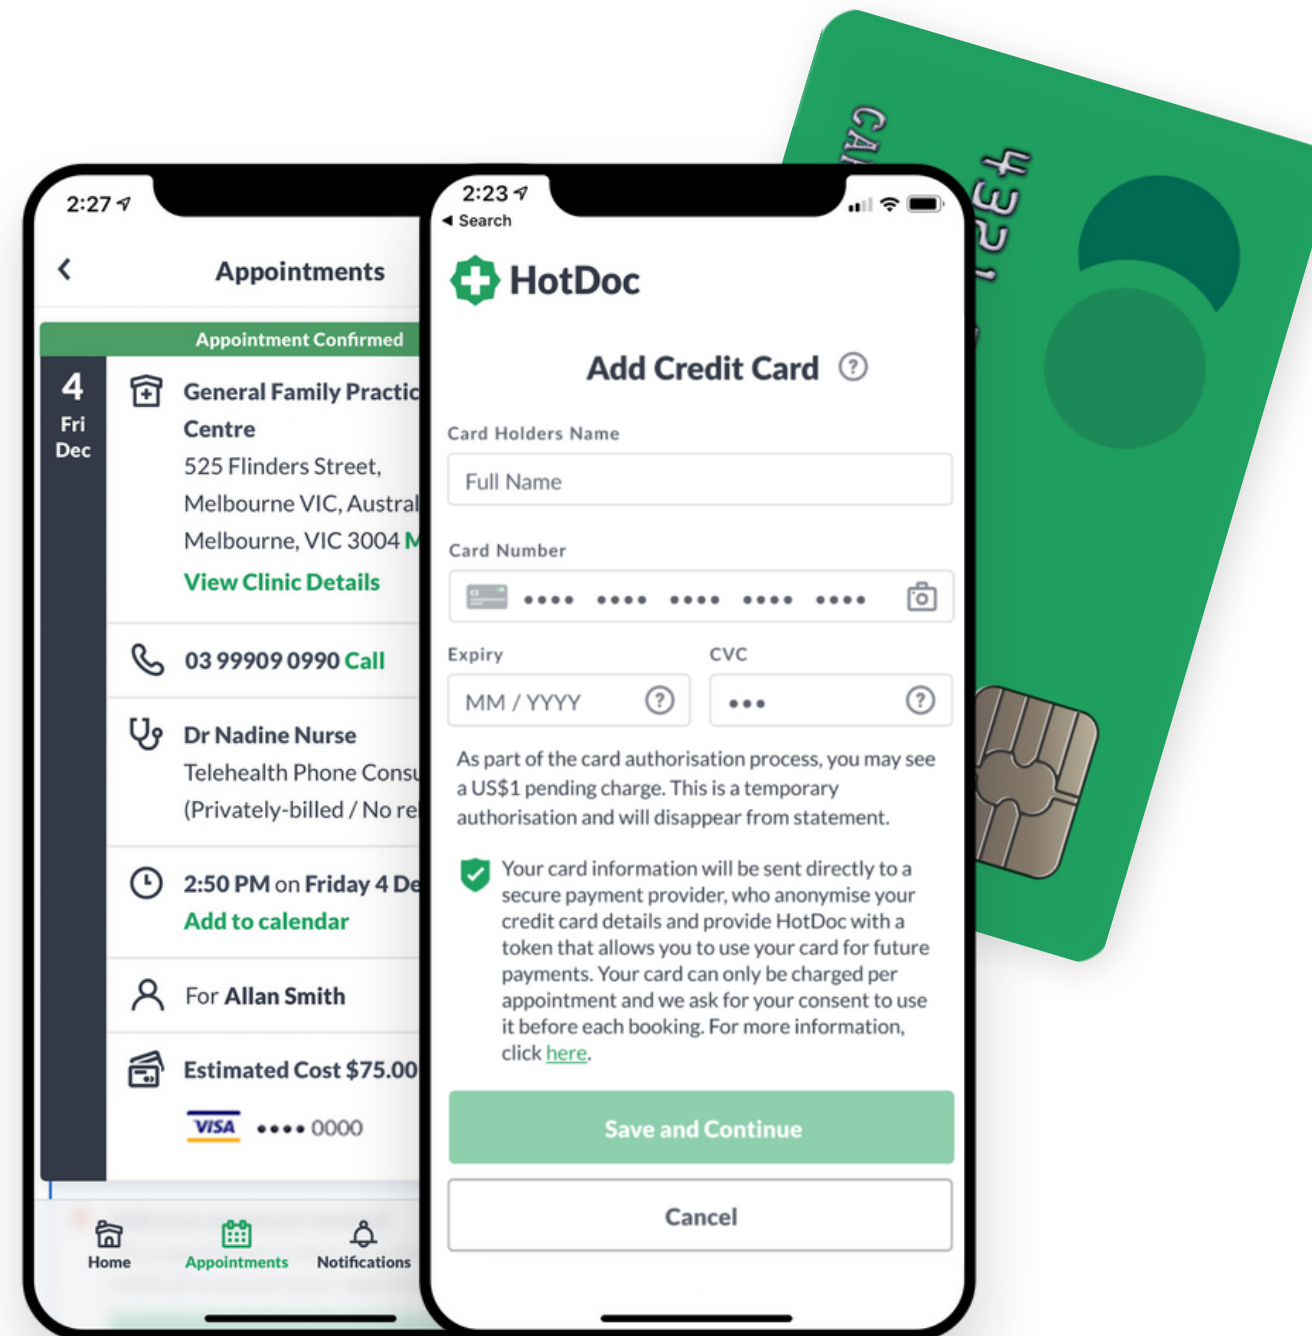 2:27
Appointments
Appointment Confirmed
4
Fri
Dec
General Family Practic
Centre
525 Flinders Street,
Melbourne VIC, Austral
Melbourne, VIC 3004 M
View Clinic Details
03 99909 0990 Call
Dr Nadine Nurse
Telehealth Phone Consu
(Privately-billed / No re
2:50 PM on Friday 4 De
Add to calendar
For Allan Smith
Estimated Cost $75.00
VISA •••• 0000
Home
Appointments
Notifications
2:23
Search
HotDoc
Add Credit Card ?
Card Holders Name
Full Name
Card Number
•••• •••• •••• •••• ••••
Expiry
CVC
MM / YYYY ?
••• ?
As part of the card authorisation process, you may see
a US$1 pending charge. This is a temporary
authorisation and will disappear from statement.
Your card information will be sent directly to a
secure payment provider, who anonymise your
credit card details and provide HotDoc with a
token that allows you to use your card for future
payments. Your card can only be charged per
appointment and we ask for your consent to use
it before each booking. For more information,
click here.
Save and Continue
Cancel
CA
4321